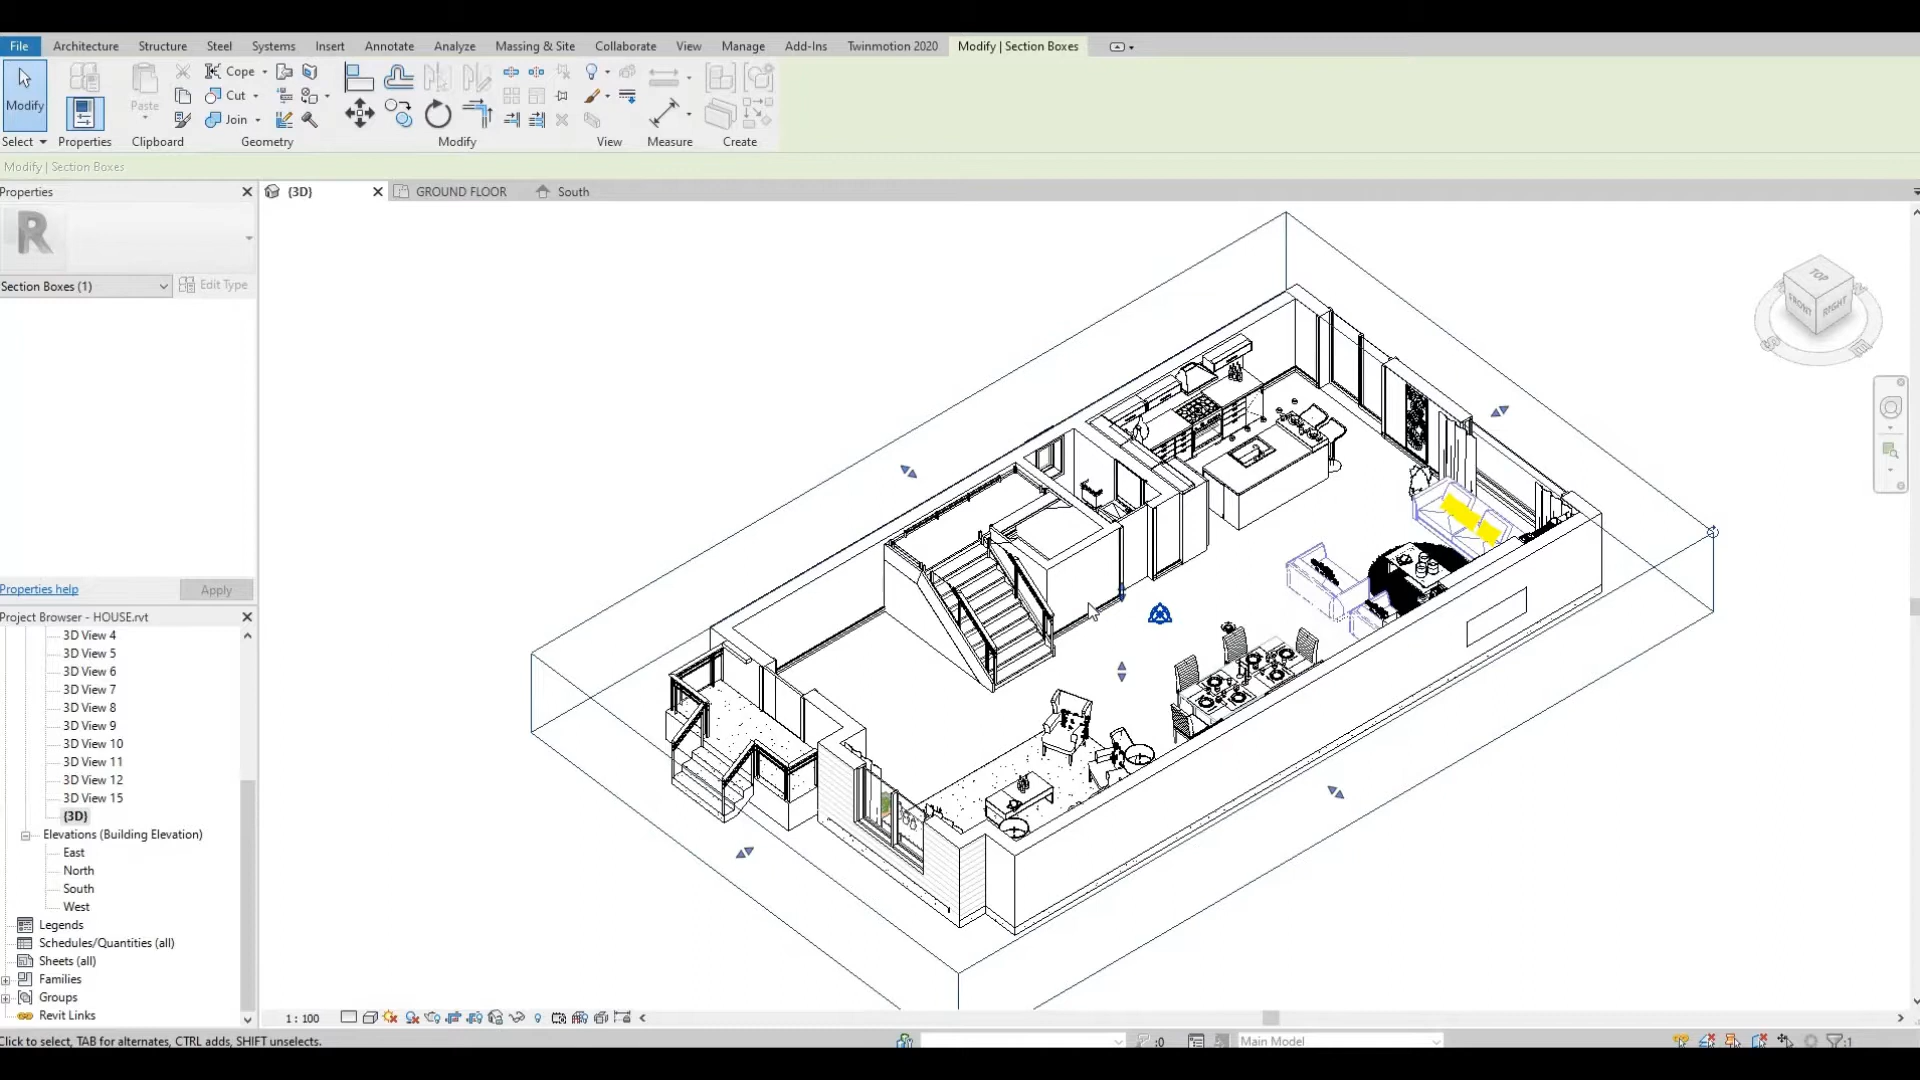 File Architecture Structure Steel Systems Insert Annotate Analyze Massing & Site Collaborate View Manage Add-Ins Twinmotion 2020 Modify | Section Boxes
Modify Paste Cope
Cut
Join
Select Properties Clipboard Geometry Modify View Measure Create
Modify | Section Boxes
Properties {3D} GROUND FLOOR South
R
Section Boxes (1) Edit Type
TOP
FRONT RIGHT
Properties help Apply
Project Browser - HOUSE.rvt
3D View 4
3D View 5
3D View 6
3D View 7
3D View 8
3D View 9
3D View 10
3D View 11
3D View 12
3D View 15
{3D}
Elevations (Building Elevation)
East
North
South
West
Legends
Schedules/Quantities (all)
Sheets (all)
Families
Groups
Revit Links
1 : 100
Click to select, TAB for alternates, CTRL adds, SHIFT unselects. :0 Main Model :1